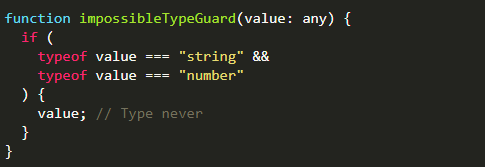 function impossibleTypeGuard(value: any) {
  if (
    typeof value === "string" &&
    typeof value === "number"
  ) {
    value; // Type never
  }
}